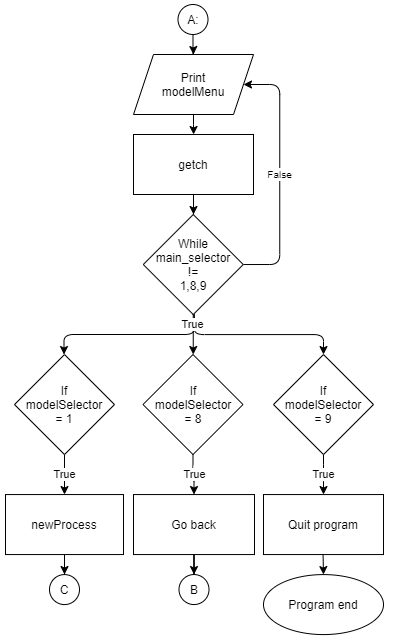 A:
Print
modelMenu
getch
False
While
main_selector
!=
1,8,9
True
If
modelSelector
= 1
If
modelSelector
= 8
If
modelSelector
= 9
True
True
True
newProcess
Go back
Quit program
C
B
Program end